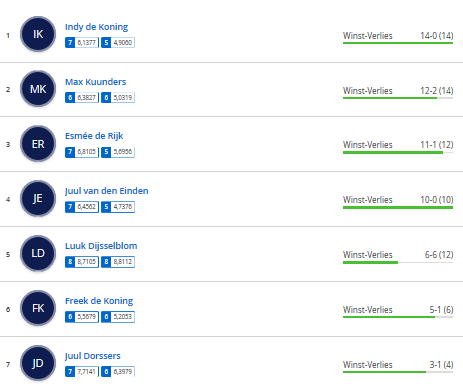 1 IK Indy de Koning Winst-Verlies 14-0 (14)
7 6,1377 5 4,9060
2 MK Max Kuunders Winst-Verlies 12-2 (14)
6 6,3827 6 5,0319
3 ER Esmée de Rijk Winst-Verlies 11-1 (12)
7 6,8105 5 5,6956
4 JE Juul van den Einden Winst-Verlies 10-0 (10)
7 6,4562 5 4,7376
5 LD Luuk Dijsselblom Winst-Verlies 6-6 (12)
8 8,7105 8 8,8112
6 FK Freek de Koning Winst-Verlies 5-1 (6)
6 5,5679 6 5,2053
7 JD Juul Dorssers Winst-Verlies 3-1 (4)
7 7,7141 6 6,3979